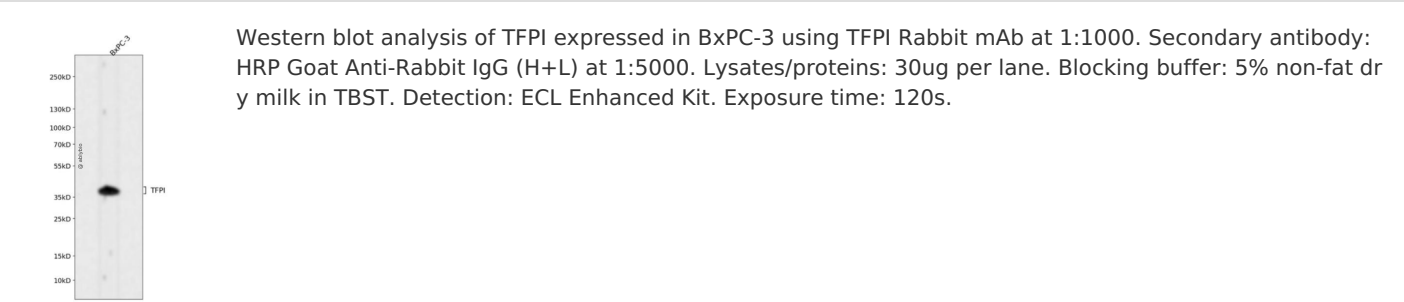 BxPC-3
250kD
130kD
100kD
70kD
55kD
35kD
25kD
15kD
10kD
@ ablybio
TFPI
Western blot analysis of TFPI expressed in BxPC-3 using TFPI Rabbit mAb at 1:1000. Secondary antibody:
HRP Goat Anti-Rabbit IgG (H+L) at 1:5000. Lysates/proteins: 30ug per lane. Blocking buffer: 5% non-fat dr
y milk in TBST. Detection: ECL Enhanced Kit. Exposure time: 120s.